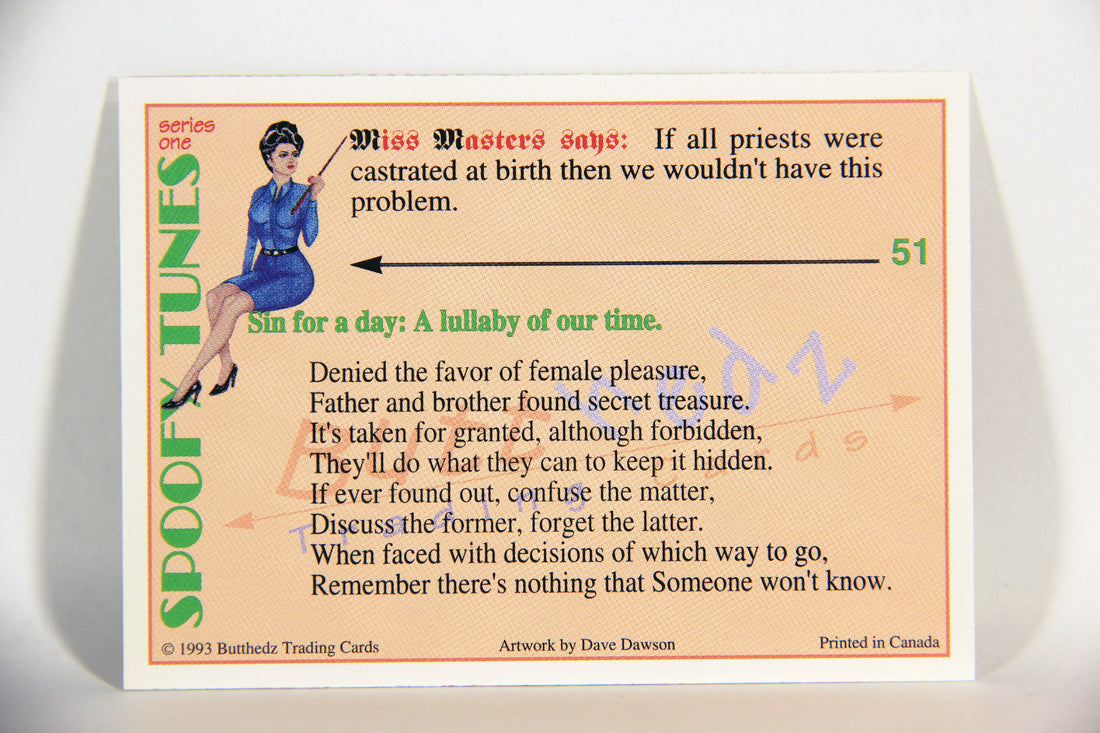 series
one
SPOOFY TUNES
Miss Masters says: If all priests were
castrated at birth then we wouldn't have this
problem.
51
Sin for a day: A lullaby of our time.
Denied the favor of female pleasure,
Father and brother found secret treasure.
It's taken for granted, although forbidden,
They'll do what they can to keep it hidden.
If ever found out, confuse the matter,
Discuss the former, forget the latter.
When faced with decisions of which way to go,
Remember there's nothing that Someone won't know.
Butt hedz
Trading Cards
© 1993 Butthedz Trading Cards
Artwork by Dave Dawson
Printed in Canada